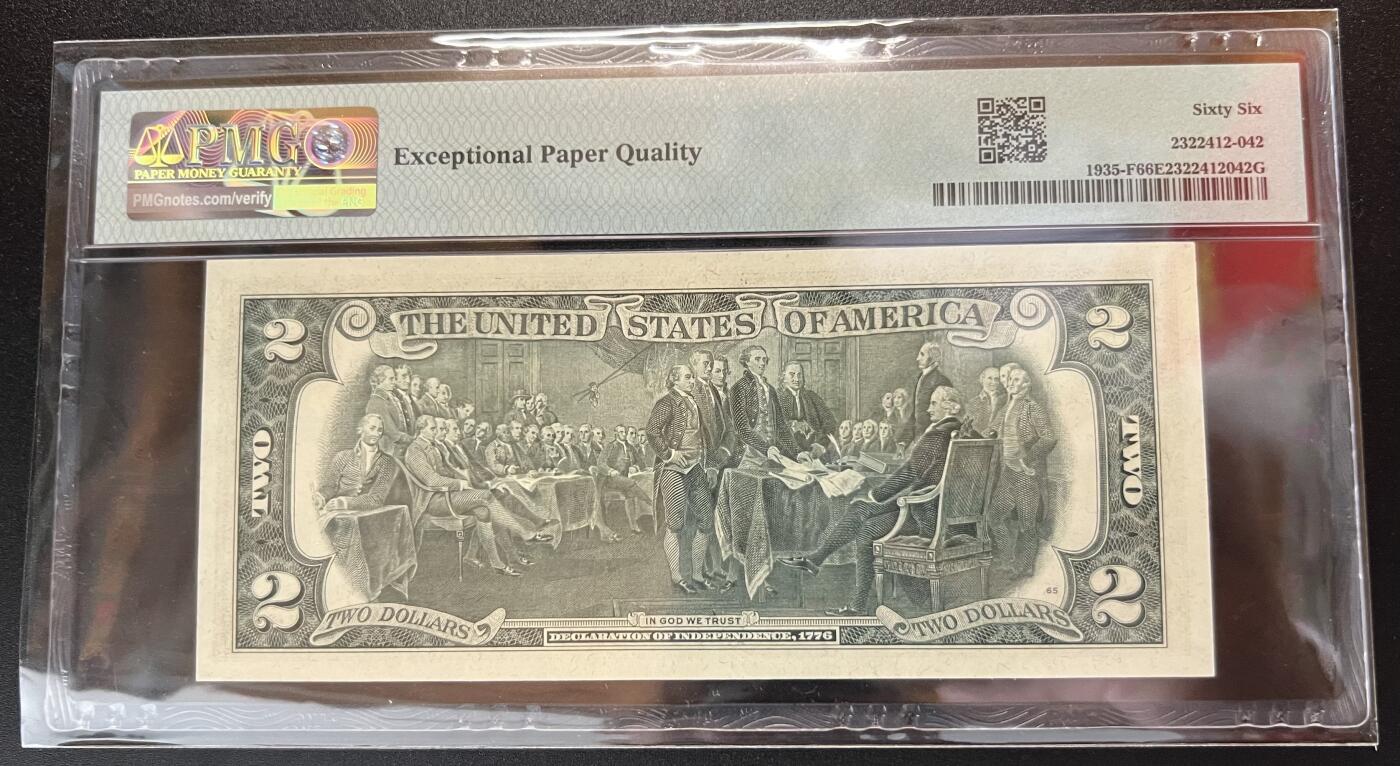 PMG
PAPER MONEY GUARANTY
PMGnotes.com/verify
Exceptional Paper Quality
Sixty Six
2322412-042
1935-F66E2322412042G
2 THE UNITED STATES OF AMERICA 2
TWO TWO
65
2 TWO DOLLARS IN GOD WE TRUST TWO DOLLARS 2
DECLARATION OF INDEPENDENCE, 1776